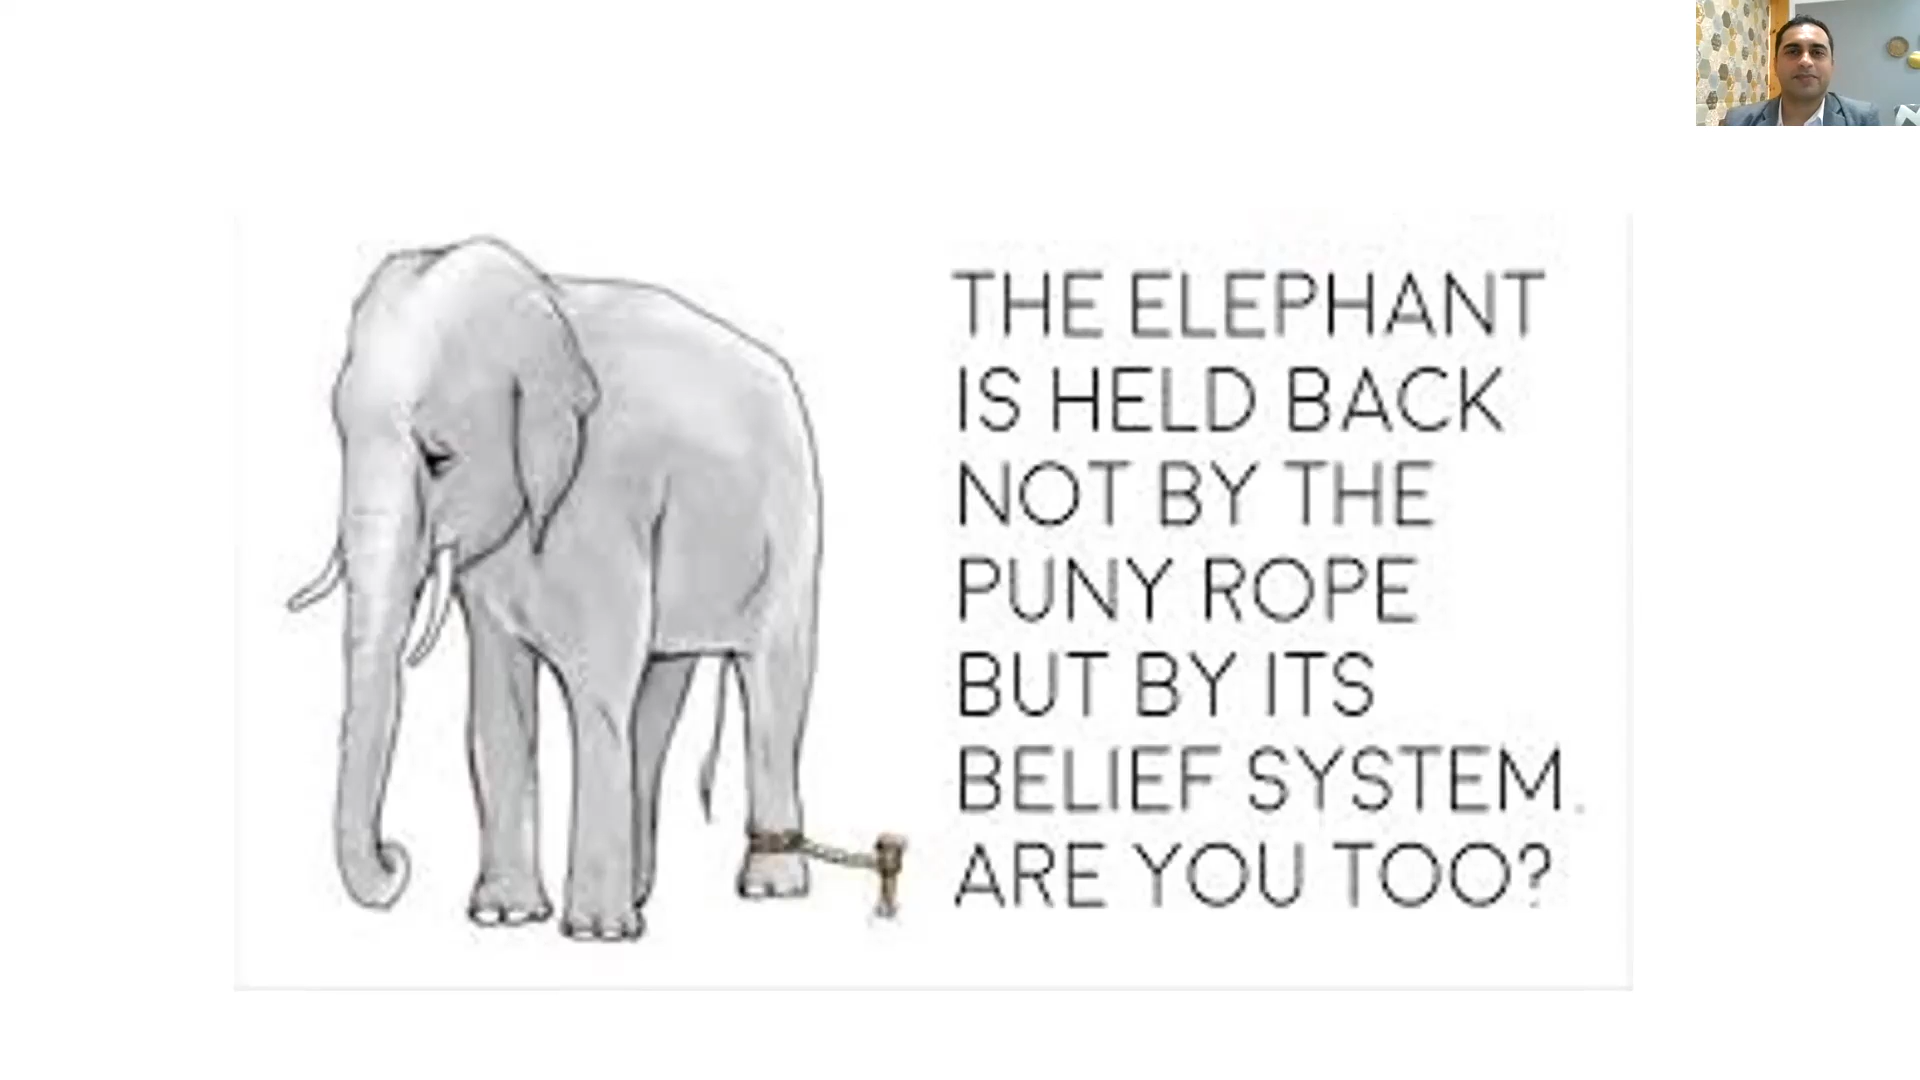 THE ELEPHANT
IS HELD BACK
NOT BY THE
PUNY ROPE
BUT BY ITS
BELIEF SYSTEM.
ARE YOU TOO?